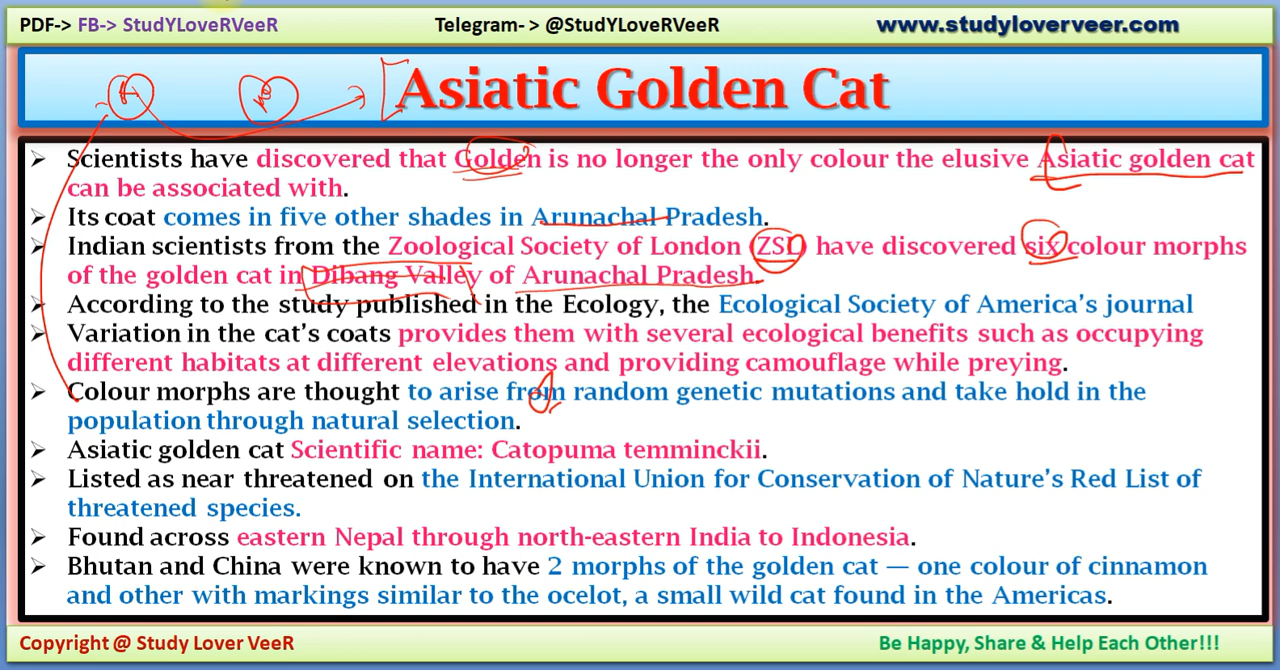 PDF-> FB-> StudYLoveRVeeR Telegram- > @StudYLoveRVeeR www.studyloverveer.com
Asiatic Golden Cat
➢ Scientists have discovered that Golden is no longer the only colour the elusive Asiatic golden cat
can be associated with.
➢ Its coat comes in five other shades in Arunachal Pradesh.
➢ Indian scientists from the Zoological Society of London (ZSL) have discovered six colour morphs
of the golden cat in Dibang Valley of Arunachal Pradesh.
➢ According to the study published in the Ecology, the Ecological Society of America's journal
➢ Variation in the cat's coats provides them with several ecological benefits such as occupying
different habitats at different elevations and providing camouflage while preying.
➢ Colour morphs are thought to arise from random genetic mutations and take hold in the
population through natural selection.
➢ Asiatic golden cat Scientific name: Catopuma temminckii.
➢ Listed as near threatened on the International Union for Conservation of Nature's Red List of
threatened species.
➢ Found across eastern Nepal through north-eastern India to Indonesia.
➢ Bhutan and China were known to have 2 morphs of the golden cat — one colour of cinnamon
and other with markings similar to the ocelot, a small wild cat found in the Americas.
Copyright @ Study Lover VeeR Be Happy, Share & Help Each Other!!!